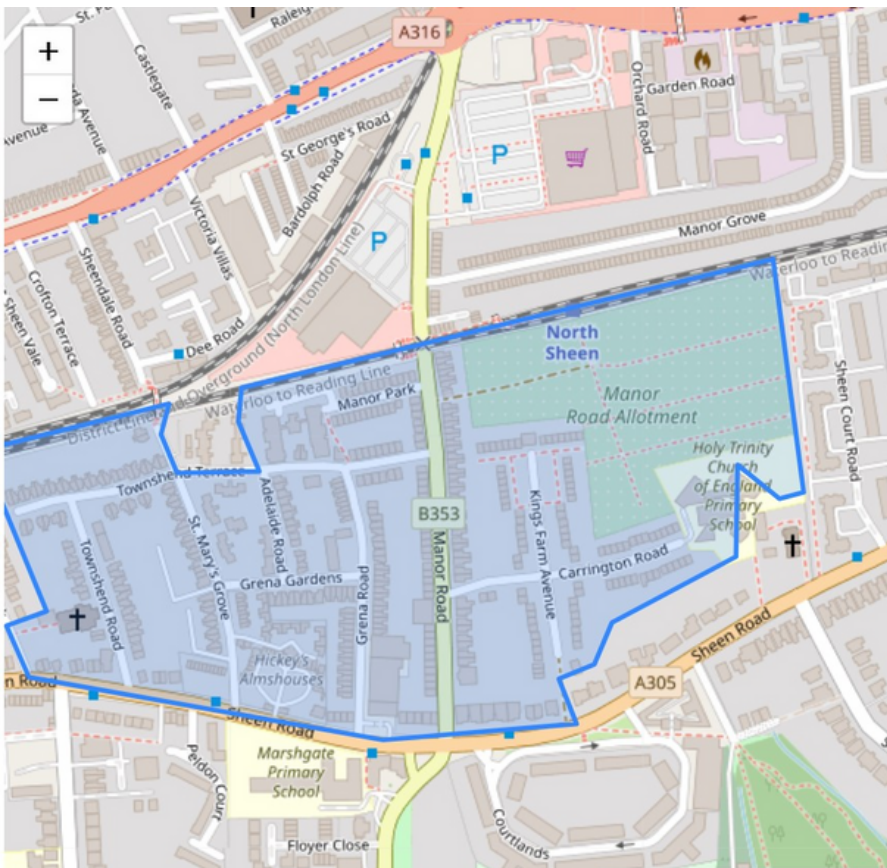 +
−
A316
Castlegate
Avenue
St George's Road
Bardolph Road
Victoria Villas
Orchard Road
Garden Road
P
P
Manor Grove
Crofton Terrace
Sheendale Road
Sheen Vale
Dee Road
District Line and Overground (North London Line)
Waterloo to Reading Line
Waterloo to Reading
North
Sheen
Manor
Road Allotment
Manor Park
Sheen Court Road
Holy Trinity
Church
of England
Primary
School
Townshend Terrace
Adelaide Road
St. Mary's Grove
Townshend Road
Grena Gardens
Grena Road
B353
Manor Road
Kings Farm Avenue
Carrington Road
Hickey's
Almshouses
Sheen Road
Sheen Road
A305
Marshgate
Primary
School
Peldon Court
Floyer Close
Courtlands